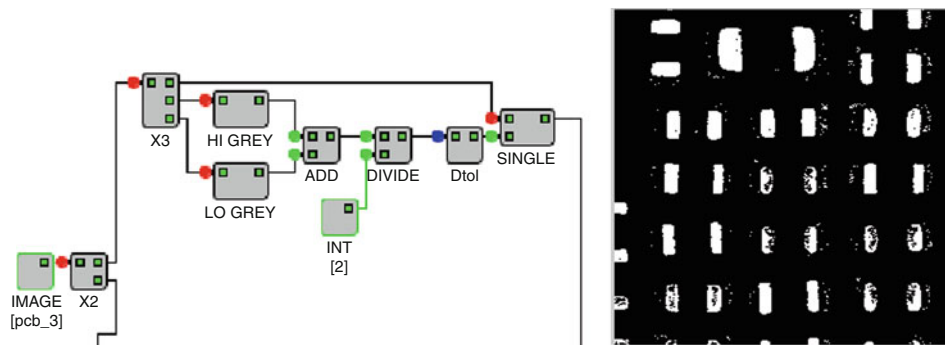 X3
HI GREY
LO GREY
ADD
DIVIDE
DtoI
SINGLE
INT
[2]
IMAGE
[pcb_3]
X2